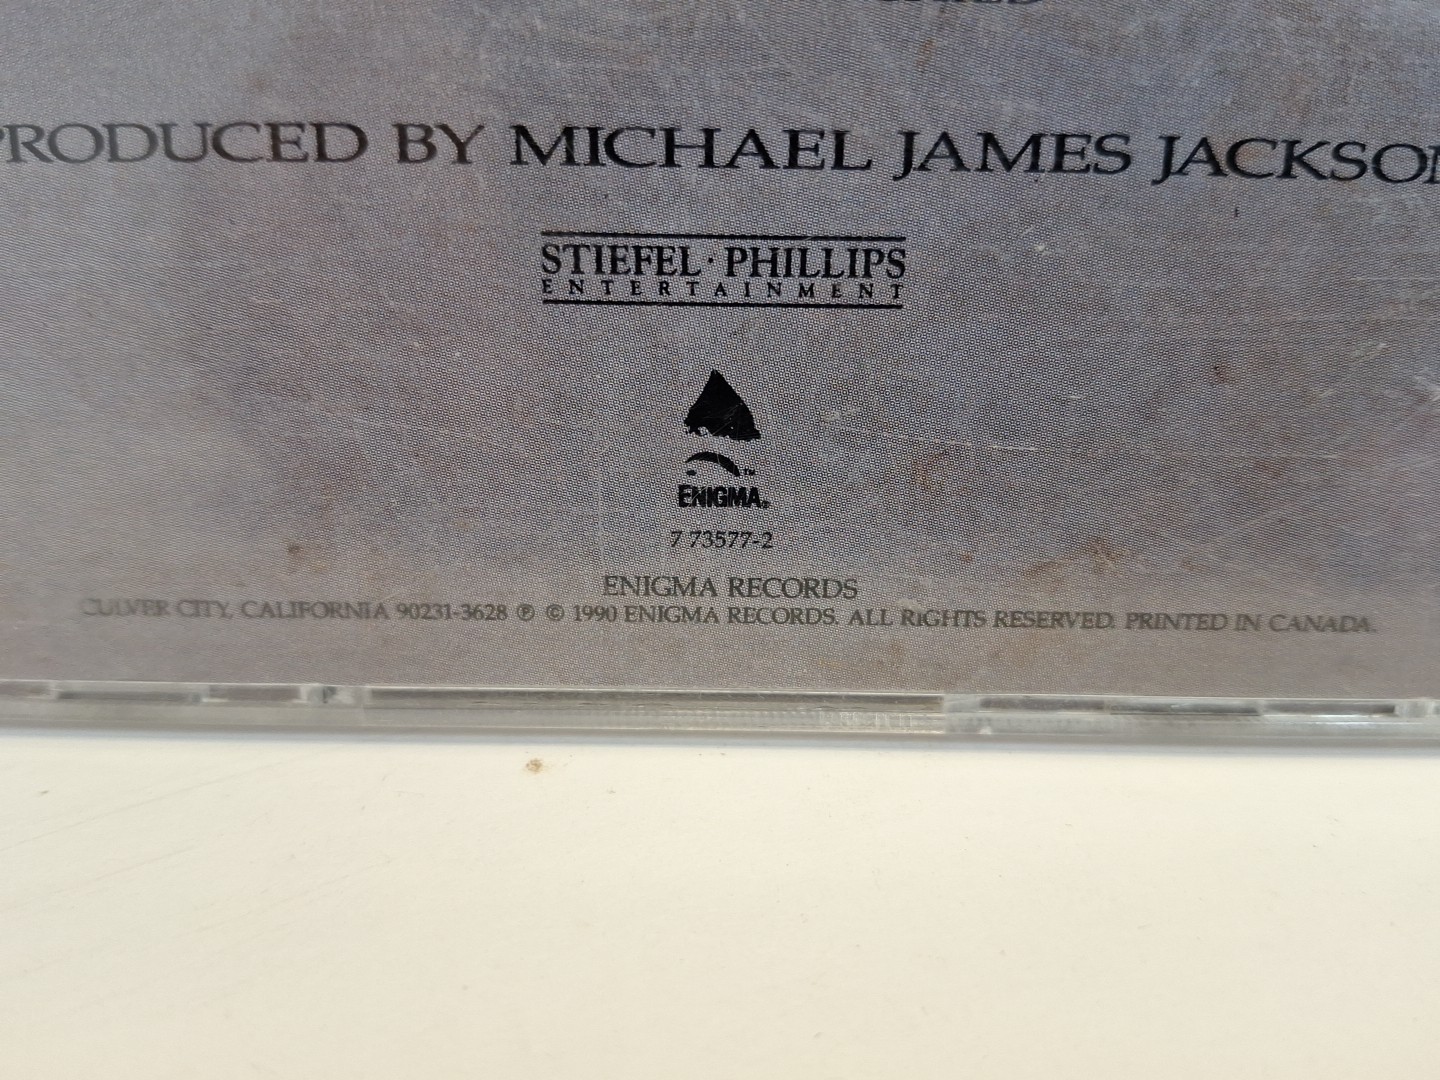 PRODUCED BY MICHAEL JAMES JACKSON
STIEFEL · PHILLIPS
ENTERTAINMENT
™
ENIGMA®
7 73577-2
ENIGMA RECORDS
CULVER CITY, CALIFORNIA 90231-3628 ℗ © 1990 ENIGMA RECORDS. ALL RIGHTS RESERVED. PRINTED IN CANADA.